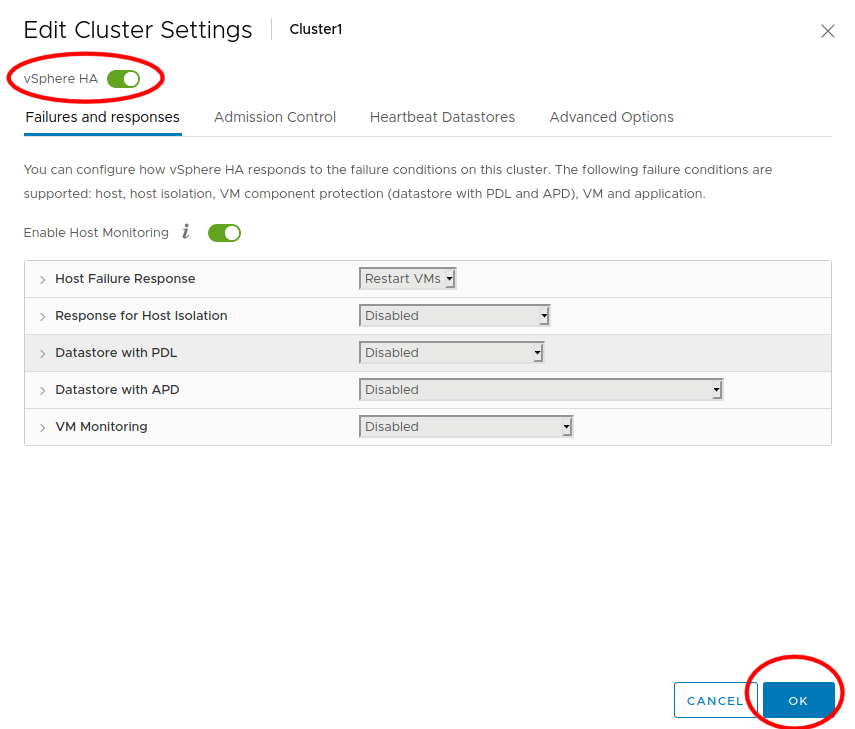 Edit Cluster Settings Cluster1
vSphere HA
Failures and responses Admission Control Heartbeat Datastores Advanced Options
You can configure how vSphere HA responds to the failure conditions on this cluster. The following failure conditions are
supported: host, host isolation, VM component protection (datastore with PDL and APD), VM and application.
Enable Host Monitoring i
Host Failure Response Restart VMs
Response for Host Isolation Disabled
Datastore with PDL Disabled
Datastore with APD Disabled
VM Monitoring Disabled
CANCEL OK